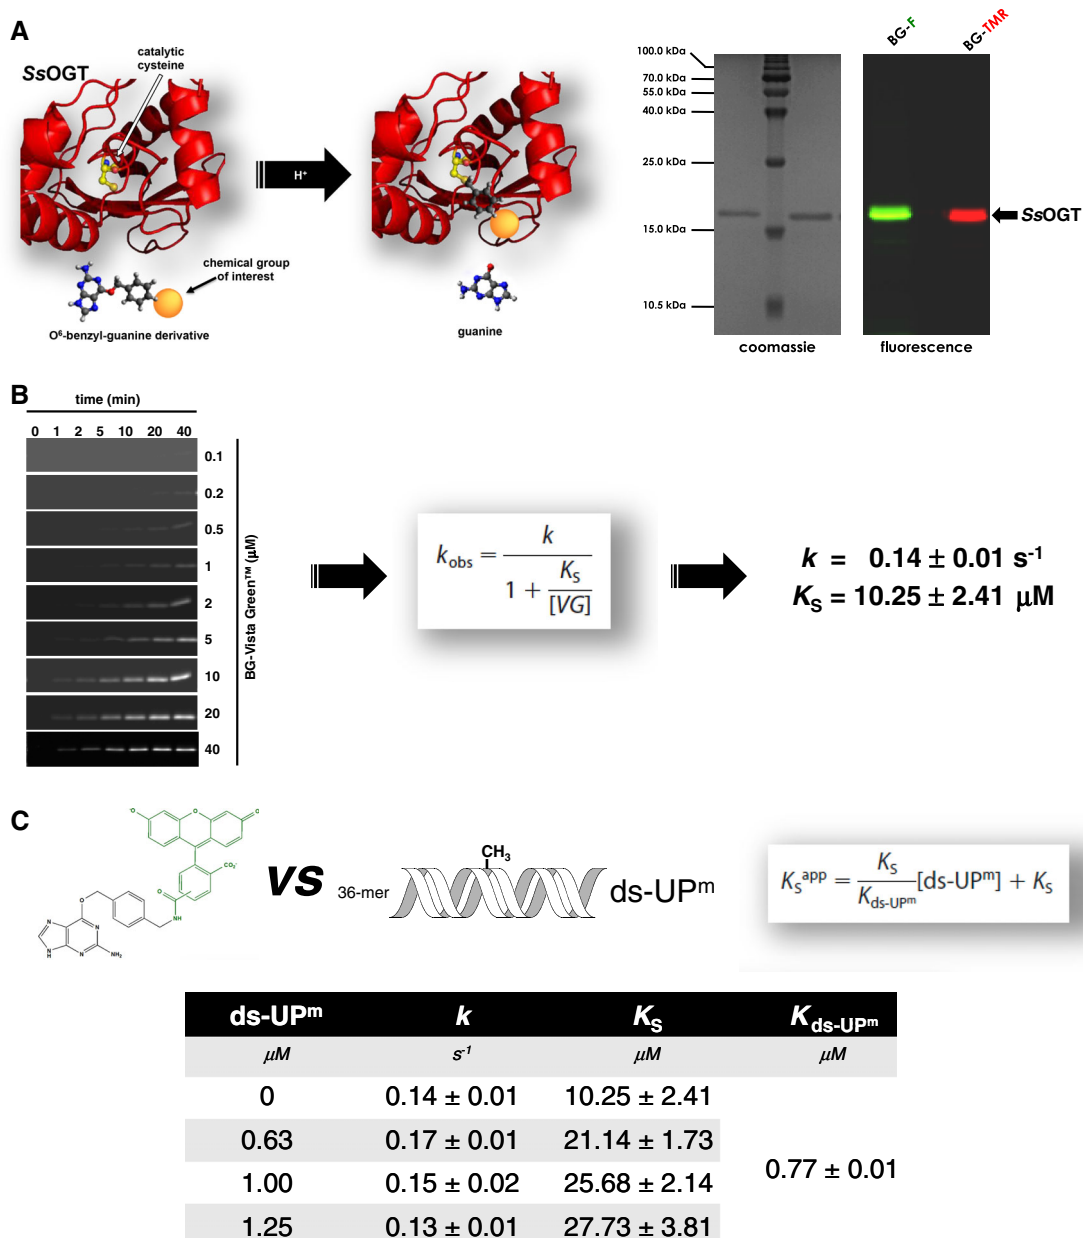 A
SsOGT
catalytic
cysteine
H+
chemical group
of interest
O6-benzyl-guanine derivative
guanine
100.0 kDa
70.0 kDa
55.0 kDa
40.0 kDa
25.0 kDa
15.0 kDa
10.5 kDa
coomassie
BG-F
BG-TMR
SsOGT
fluorescence
B
time (min)
0 1 2 5 10 20 40
0.1
0.2
0.5
1
2
5
10
20
40
BG-Vista Green™ (µM)
kobs = k / (1 + KS / [VG])
k = 0.14 ± 0.01 s-1
KS = 10.25 ± 2.41 µM
C
-O
O
O
CO2-
O
NH
O
N
N
N
H
N
NH2
VS
36-mer
CH3
ds-UPm
KSapp = KS / Kds-UPm [ds-UPm] + KS
ds-UPm k KS Kds-UPm
µM s-1 µM µM
0 0.14 ± 0.01 10.25 ± 2.41
0.63 0.17 ± 0.01 21.14 ± 1.73
0.77 ± 0.01
1.00 0.15 ± 0.02 25.68 ± 2.14
1.25 0.13 ± 0.01 27.73 ± 3.81